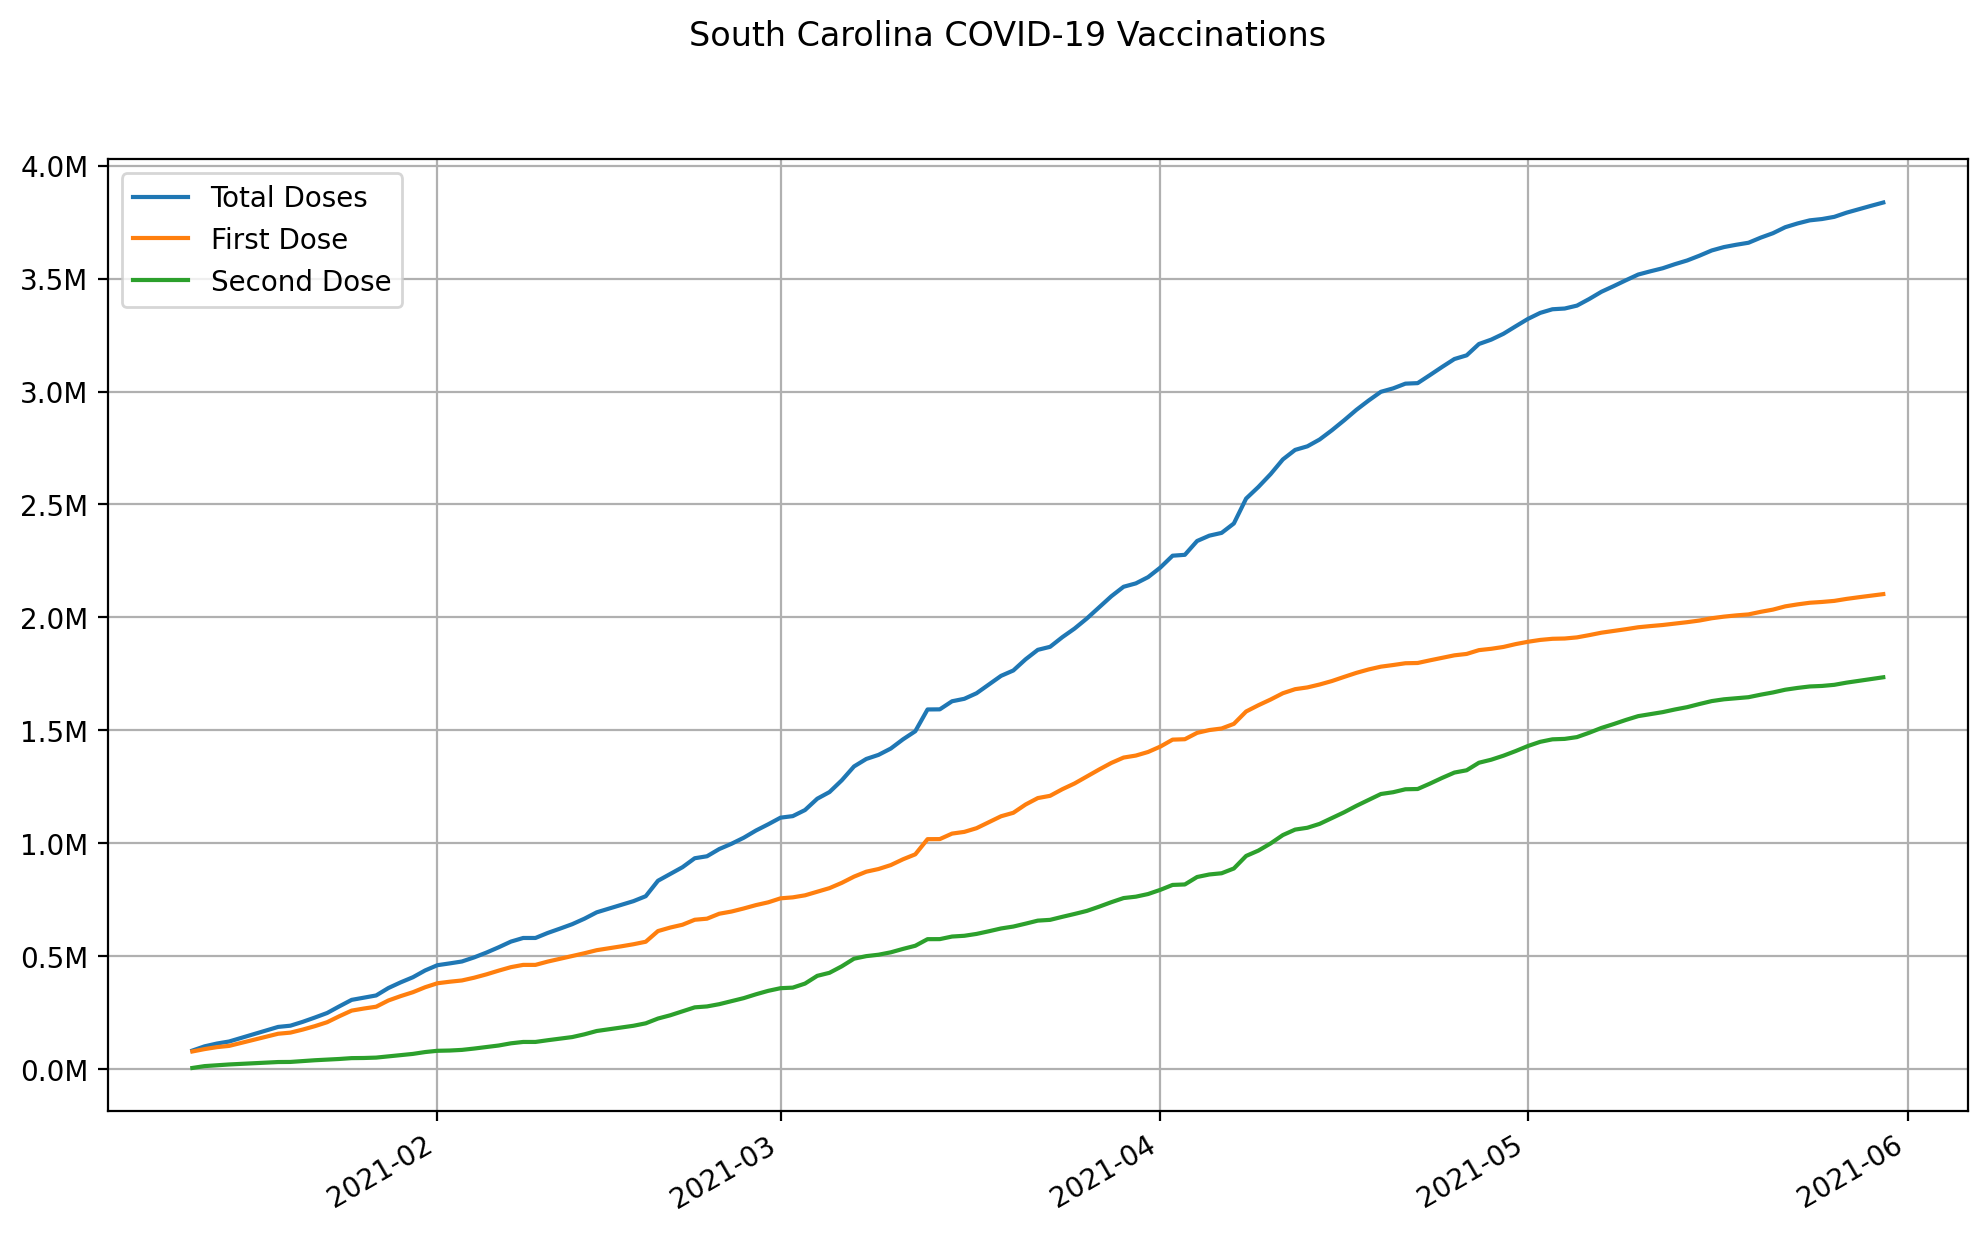 South Carolina COVID-19 Vaccinations
4.0M
3.5M
3.0M
2.5M
2.0M
1.5M
1.0M
0.5M
0.0M
Total Doses
First Dose
Second Dose
2021-02
2021-03
2021-04
2021-05
2021-06